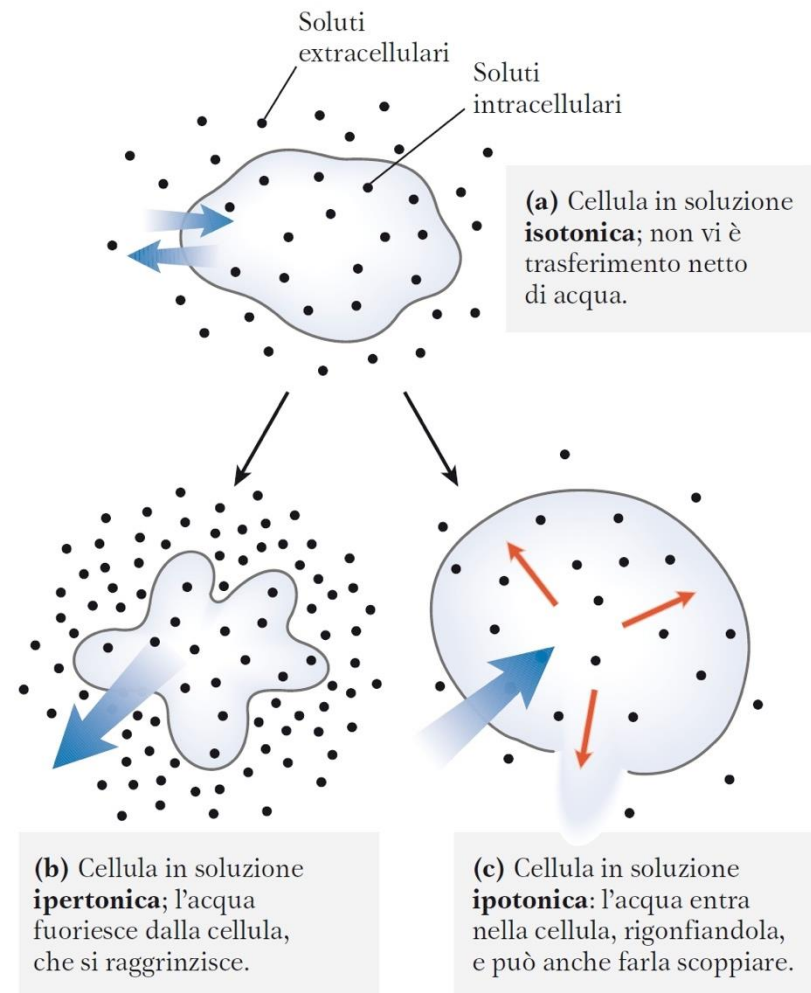 Soluti
extracellulari
Soluti
intracellulari
(a) Cellula in soluzione
isotonica; non vi è
trasferimento netto
di acqua.
(b) Cellula in soluzione
ipertonica; l’acqua
fuoriesce dalla cellula,
che si raggrinzisce.
(c) Cellula in soluzione
ipotonica: l’acqua entra
nella cellula, rigonfiandola,
e può anche farla scoppiare.